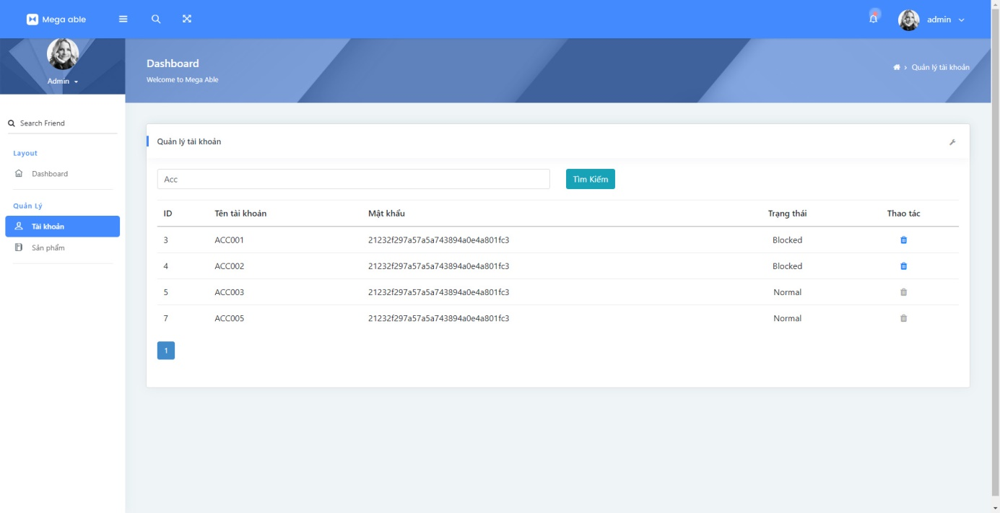 Mega able
admin
Admin
Dashboard
Welcome to Mega Able
› Quản lý tài khoản
Search Friend
Layout
Dashboard
Quản Lý
Tài khoản
Sản phẩm
Quản lý tài khoản
Acc
Tìm Kiếm
ID Tên tài khoản Mật khẩu Trạng thái Thao tác
3 ACC001 21232f297a57a5a743894a0e4a801fc3 Blocked
4 ACC002 21232f297a57a5a743894a0e4a801fc3 Blocked
5 ACC003 21232f297a57a5a743894a0e4a801fc3 Normal
7 ACC005 21232f297a57a5a743894a0e4a801fc3 Normal
1